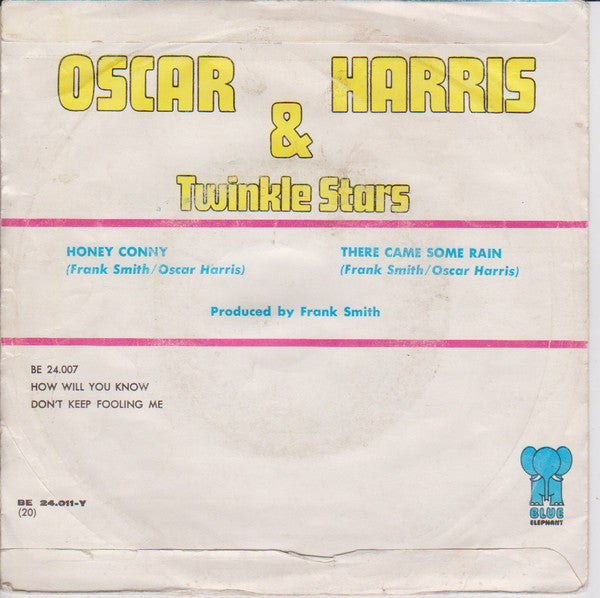 OSCAR HARRIS
&
Twinkle Stars
HONEY CONNY
(Frank Smith/Oscar Harris)
THERE CAME SOME RAIN
(Frank Smith/Oscar Harris)
Produced by Frank Smith
BE 24.007
HOW WILL YOU KNOW
DON'T KEEP FOOLING ME
BE 24.011-Y
(20)
BLUE
ELEPHANT